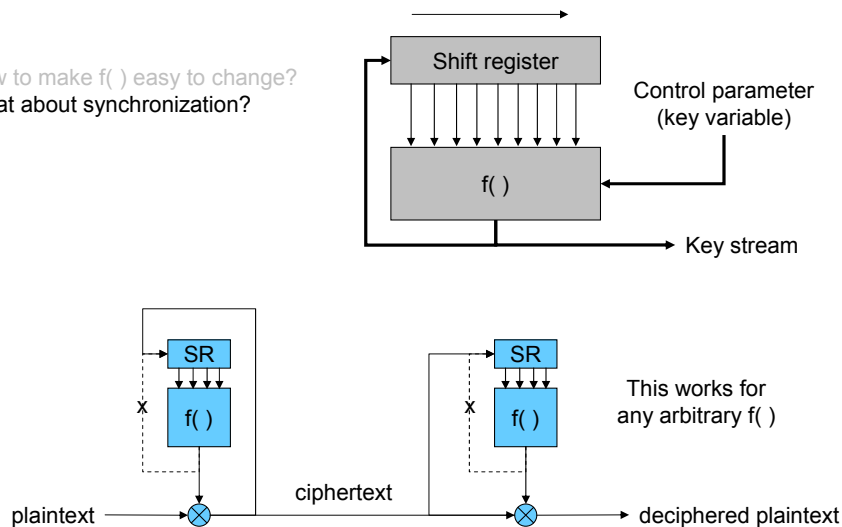 Shift register
w to make f( ) easy to change?
at about synchronization?
Control parameter
(key variable)
f( )
Key stream
SR
SR
x
f( )
x
f( )
This works for
any arbitrary f( )
ciphertext
plaintext
deciphered plaintext